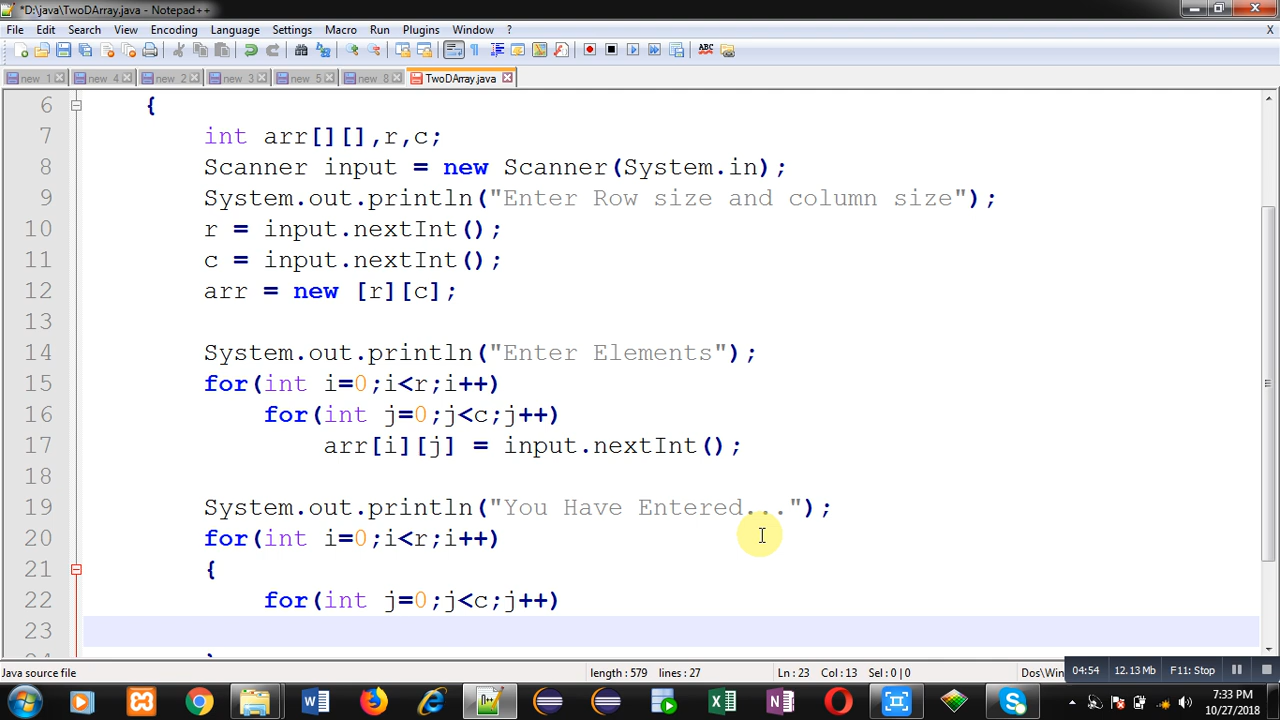 *D:\java\TwoDArray.java - Notepad++
File Edit Search View Encoding Language Settings Macro Run Plugins Window ? X
new 1 new 4 new 2 new 3 new 5 new 8 TwoDArray.java
6 {
7 int arr[][],r,c;
8 Scanner input = new Scanner(System.in);
9 System.out.println("Enter Row size and column size");
10 r = input.nextInt();
11 c = input.nextInt();
12 arr = new [r][c];
13
14 System.out.println("Enter Elements");
15 for(int i=0;i<r;i++)
16 for(int j=0;j<c;j++)
17 arr[i][j] = input.nextInt();
18
19 System.out.println("You Have Entered...");
20 for(int i=0;i<r;i++)
21 {
22 for(int j=0;j<c;j++)
23
Java source file length : 579 lines : 27 Ln : 23 Col : 13 Sel : 0 | 0 Dos\Win
04:54 12.13 Mb F11: Stop
7:33 PM
10/27/2018